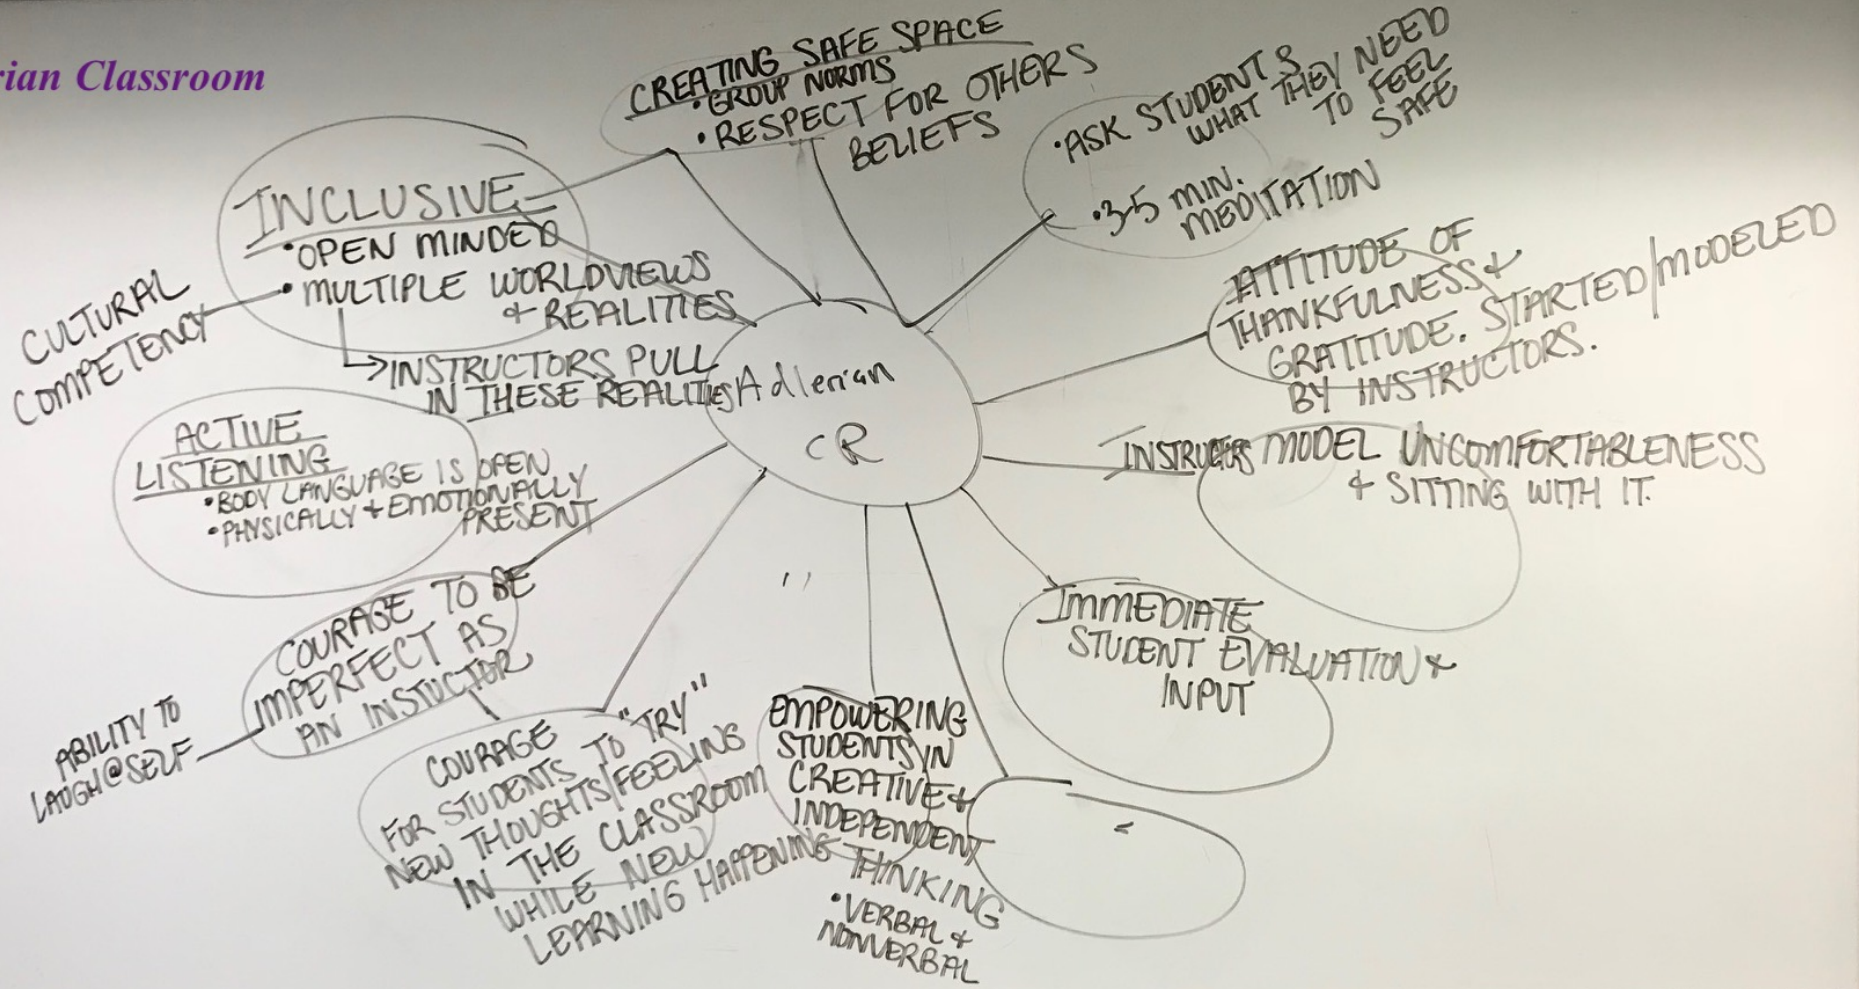 rian Classroom
CREATING SAFE SPACE
• GROUP NORMS
• RESPECT FOR OTHERS
BELIEFS
• ASK STUDENTS
WHAT THEY NEED
TO FEEL
SAFE
• 3-5 MIN.
MEDITATION
INCLUSIVE
• OPEN MINDED
• MULTIPLE WORLDVIEWS
& REALITIES
CULTURAL
COMPETENCY
INSTRUCTORS PULL
IN THESE REALITIES
Adlerian
CR
ATTITUDE OF
THANKFULNESS &
GRATITUDE. STARTED/MODELED
BY INSTRUCTORS.
ACTIVE
LISTENING
• BODY LANGUAGE IS OPEN
• PHYSICALLY & EMOTIONALLY
PRESENT
INSTRUCTORS MODEL UNCOMFORTABLENESS
& SITTING WITH IT.
COURAGE TO BE
IMPERFECT AS
AN INSTUCTOR
ABILITY TO
LAUGH @ SELF
IMMEDIATE
STUDENT EVALUATION &
INPUT
COURAGE
FOR STUDENTS TO "TRY"
NEW THOUGHTS/FEELING
IN THE CLASSROOM
WHILE NEW
LEARNING HAPPENING
EMPOWERING
STUDENTS IN
CREATIVE &
INDEPENDENT
THINKING
• VERBAL &
NONVERBAL